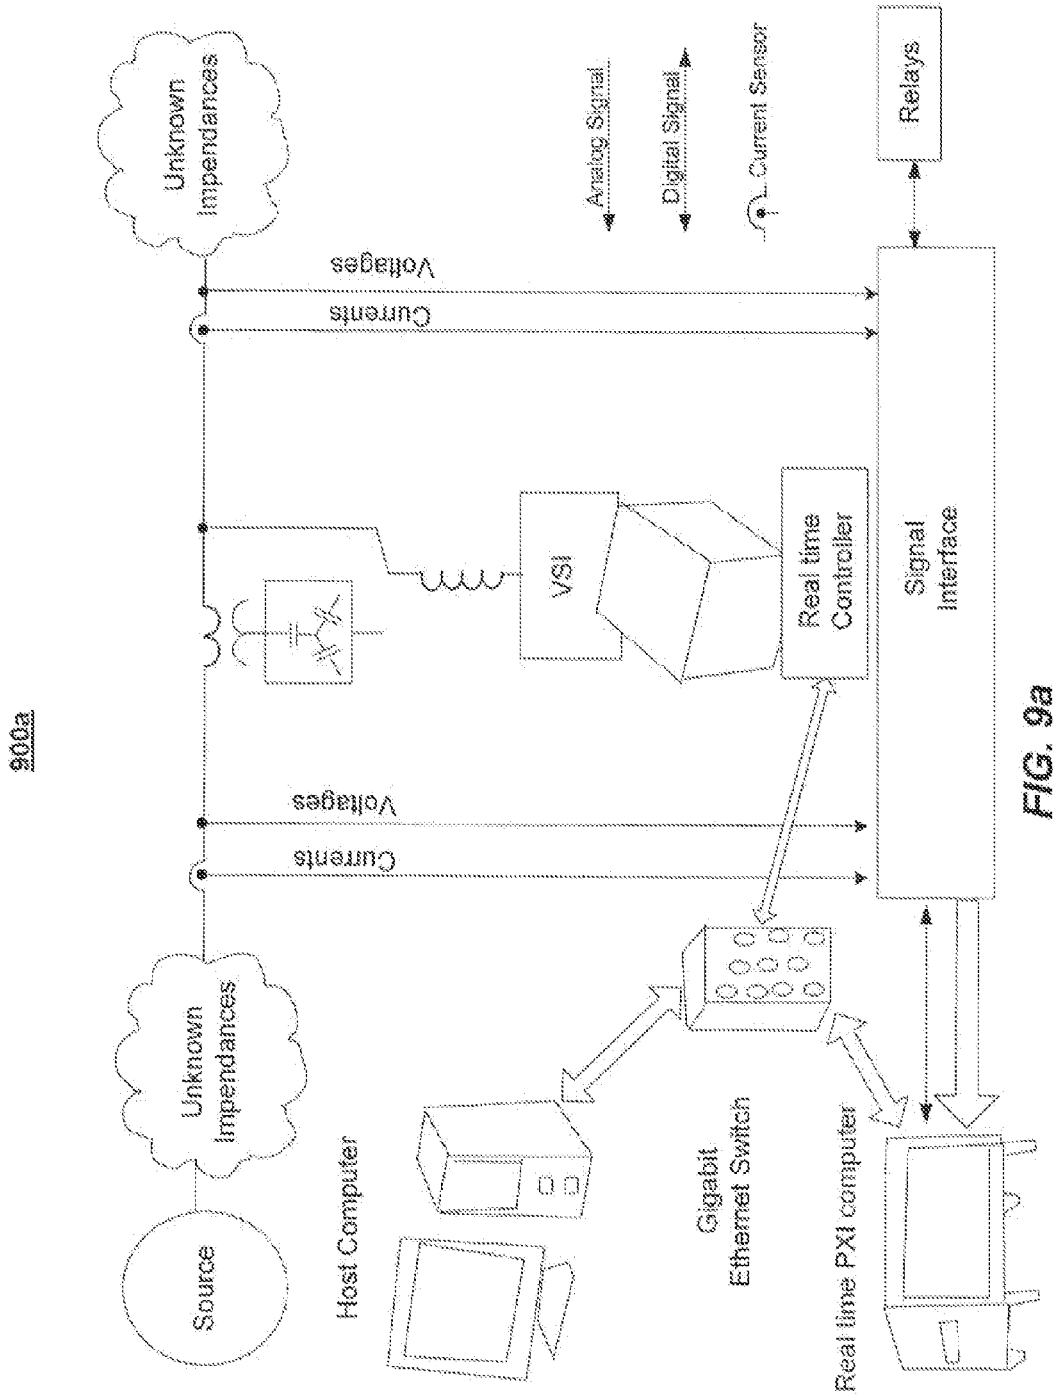 900a
Source
Unknown
Impendances
Currents
Voltages
Currents
Voltages
Unknown
Impendances
Host Computer
VSI
Analog Signal
Digital Signal
Current Sensor
Gigabit
Ethernet Switch
Real time
Controller
Real time PXI computer
Signal
Interface
Relays
FIG. 9a